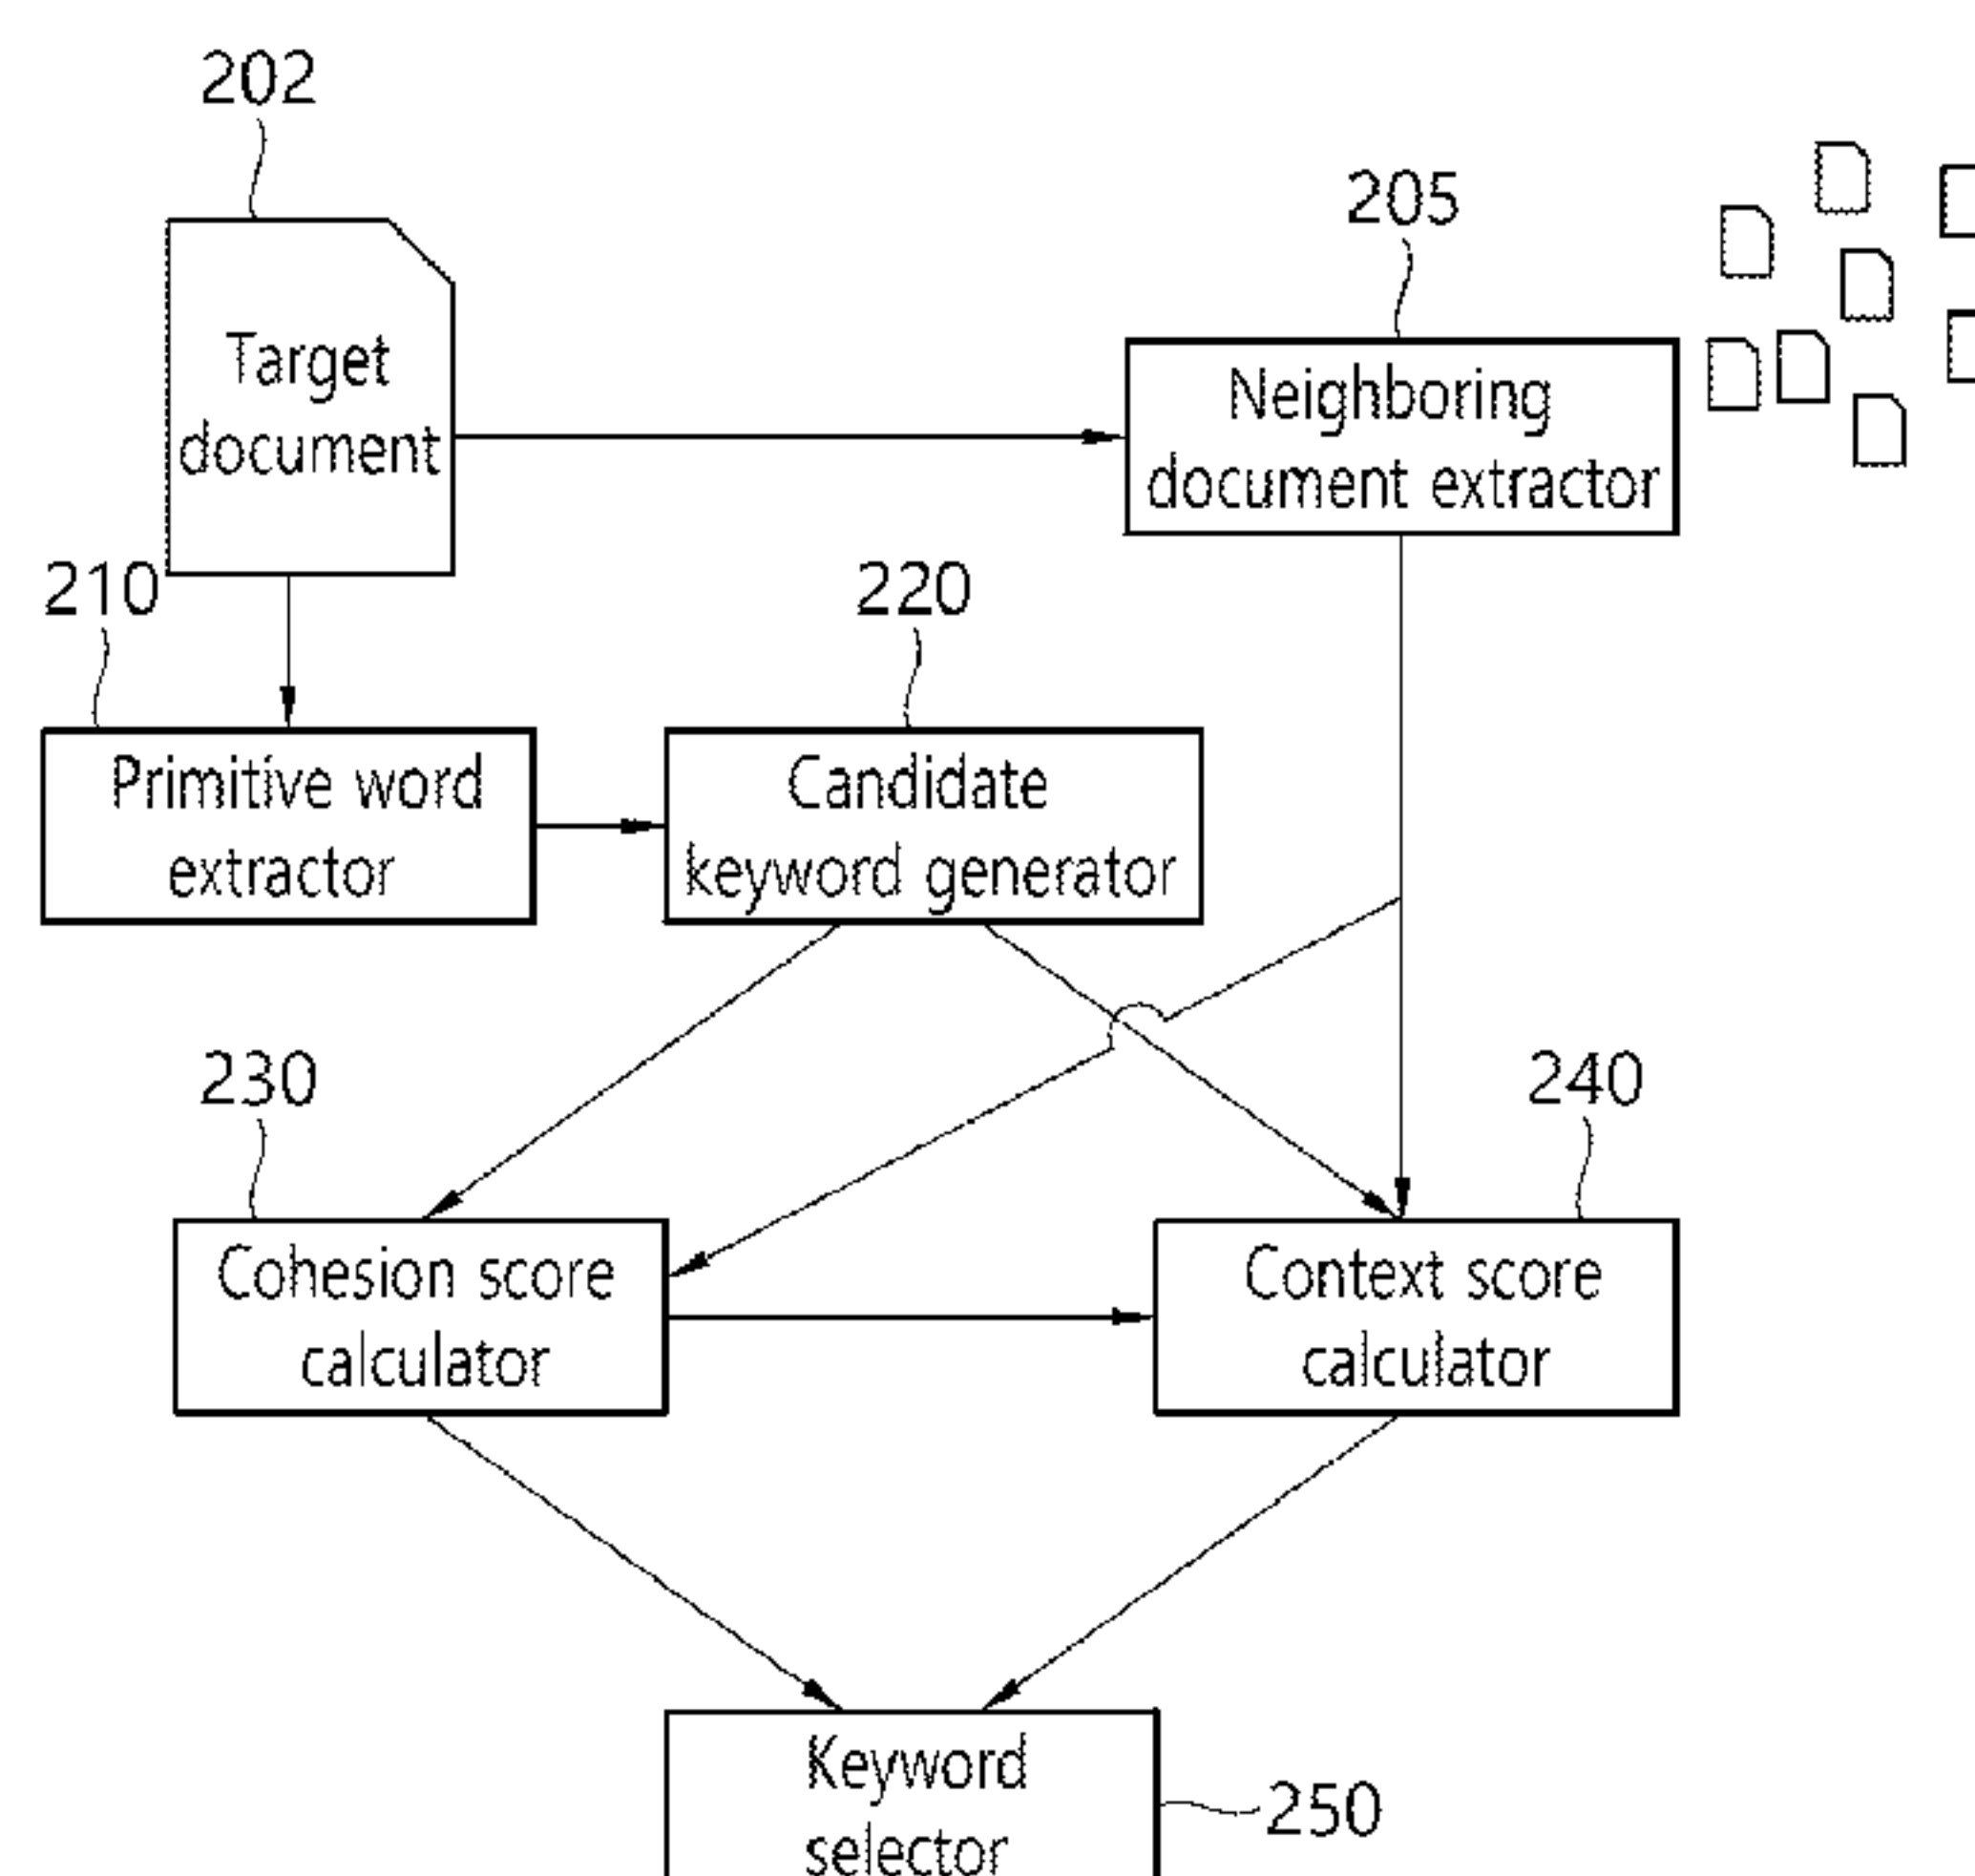 202
205
Target
document
Neighboring
document extractor
210
220
Primitive word
extractor
Candidate
keyword generator
230
240
Cohesion score
calculator
Context score
calculator
Keyword
selector
250